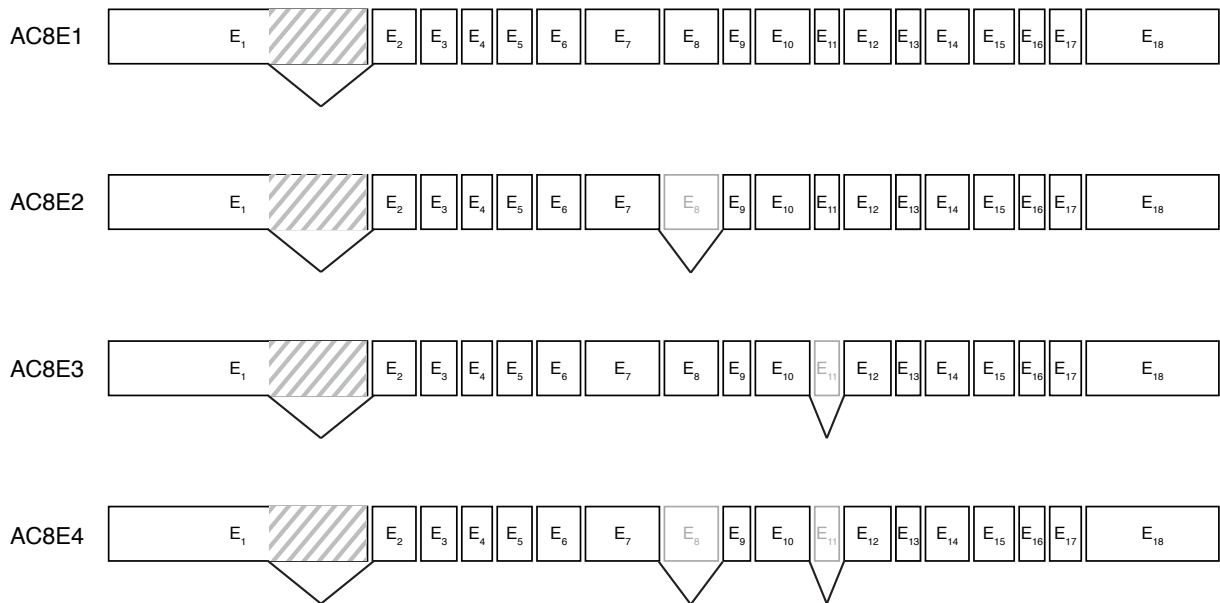 AC8E1 E₁ E₂ E₃ E₄ E₅ E₆ E₇ E₈ E₉ E₁₀ E₁₁ E₁₂ E₁₃ E₁₄ E₁₅ E₁₆ E₁₇ E₁₈
AC8E2 E₁ E₂ E₃ E₄ E₅ E₆ E₇ E₈ E₉ E₁₀ E₁₁ E₁₂ E₁₃ E₁₄ E₁₅ E₁₆ E₁₇ E₁₈
AC8E3 E₁ E₂ E₃ E₄ E₅ E₆ E₇ E₈ E₉ E₁₀ E₁₁ E₁₂ E₁₃ E₁₄ E₁₅ E₁₆ E₁₇ E₁₈
AC8E4 E₁ E₂ E₃ E₄ E₅ E₆ E₇ E₈ E₉ E₁₀ E₁₁ E₁₂ E₁₃ E₁₄ E₁₅ E₁₆ E₁₇ E₁₈